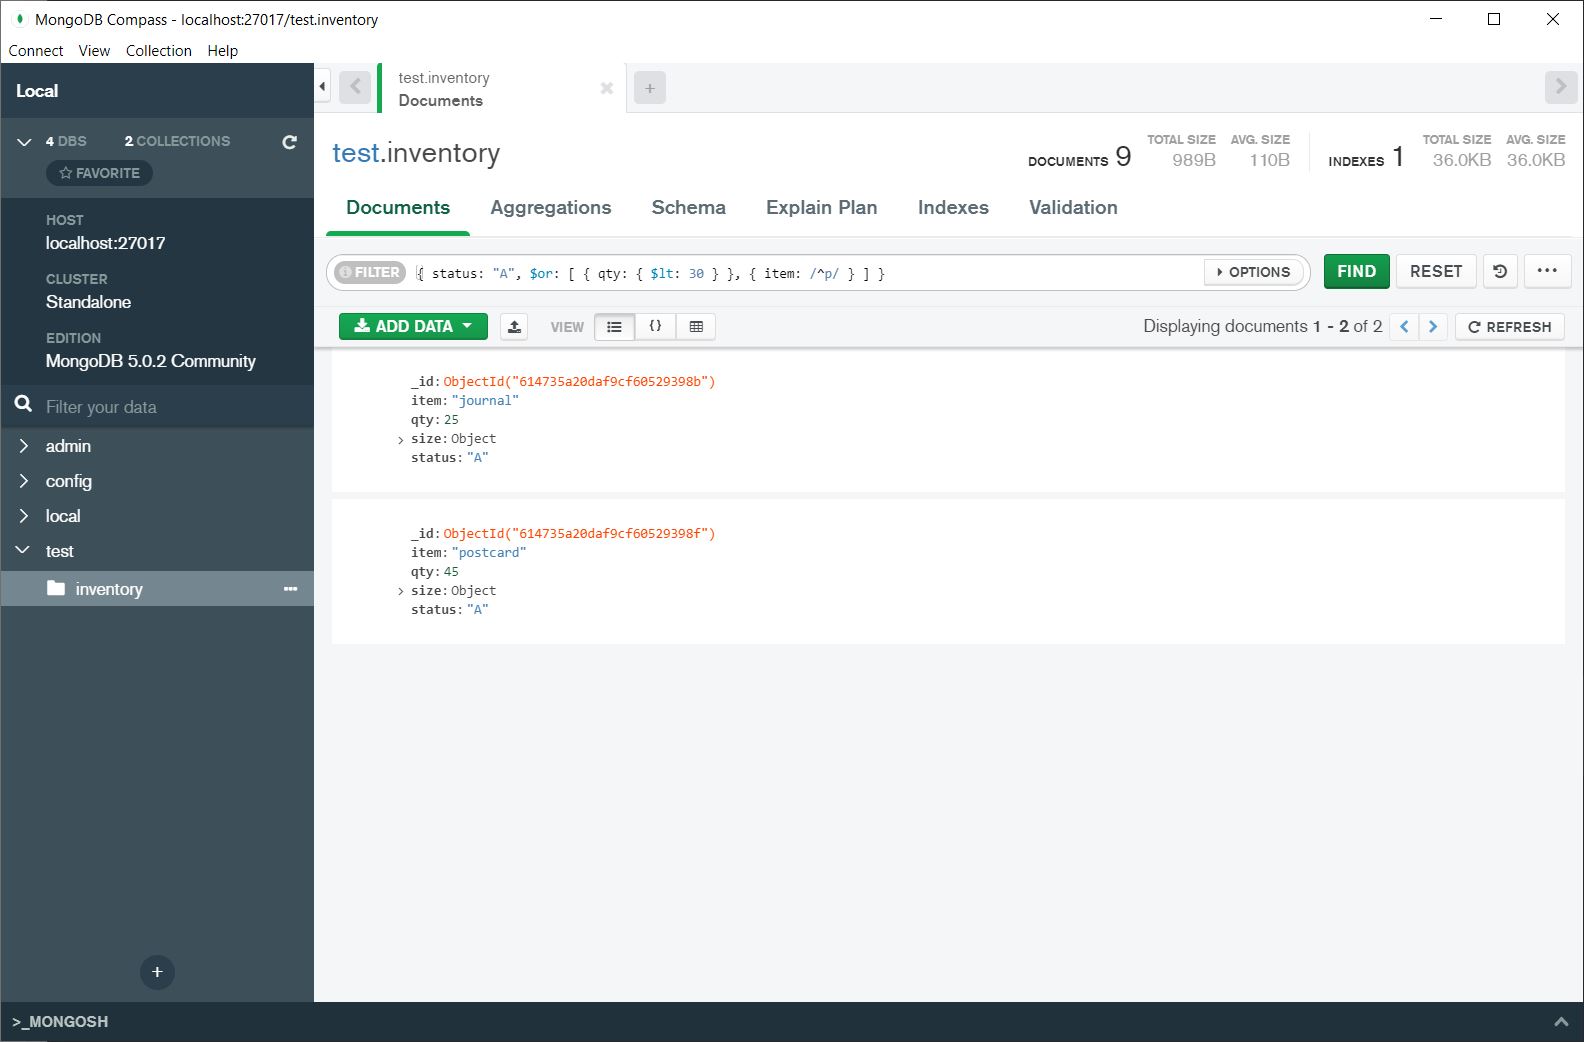 MongoDB Compass - localhost:27017/test.inventory
Connect View Collection Help
Local
4 DBS 2 COLLECTIONS
FAVORITE
HOST
localhost:27017
CLUSTER
Standalone
EDITION
MongoDB 5.0.2 Community
Filter your data
admin
config
local
test
inventory
>_MONGOSH
test.inventory
Documents
test.inventory
DOCUMENTS 9 TOTAL SIZE 989B AVG. SIZE 110B INDEXES 1 TOTAL SIZE 36.0KB AVG. SIZE 36.0KB
Documents Aggregations Schema Explain Plan Indexes Validation
FILTER { status: "A", $or: [ { qty: { $lt: 30 } }, { item: /^p/ } ] } OPTIONS FIND RESET
ADD DATA VIEW {} Displaying documents 1 - 2 of 2 REFRESH
_id: ObjectId("614735a20daf9cf60529398b")
item: "journal"
qty: 25
size: Object
status: "A"
_id: ObjectId("614735a20daf9cf60529398f")
item: "postcard"
qty: 45
size: Object
status: "A"